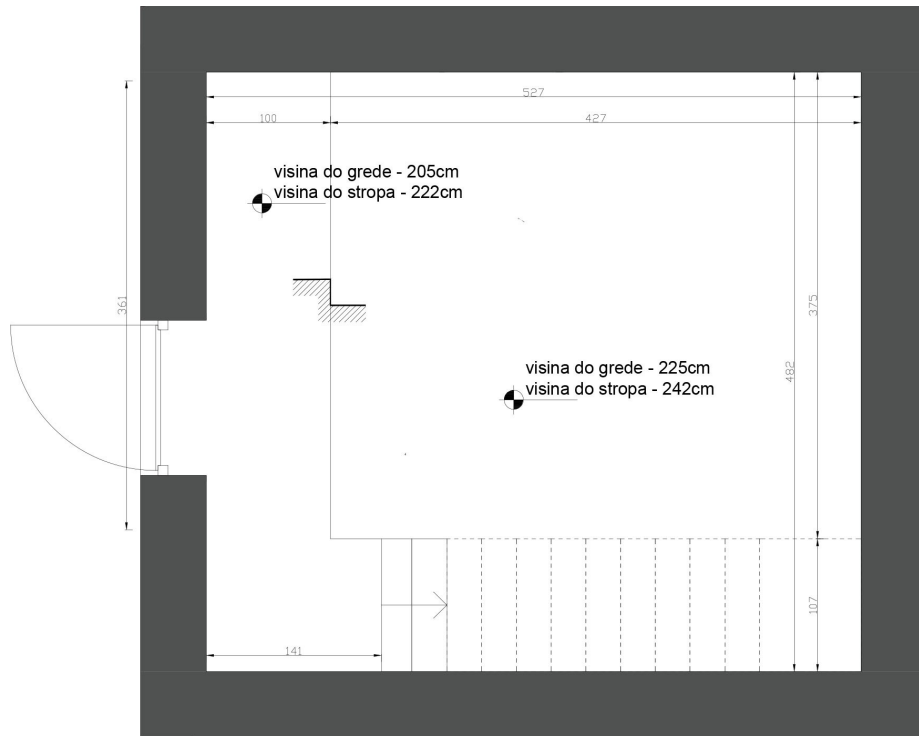 527
100
427
visina do grede - 205cm
visina do stropa - 222cm
361
375
visina do grede - 225cm
visina do stropa - 242cm
482
107
141